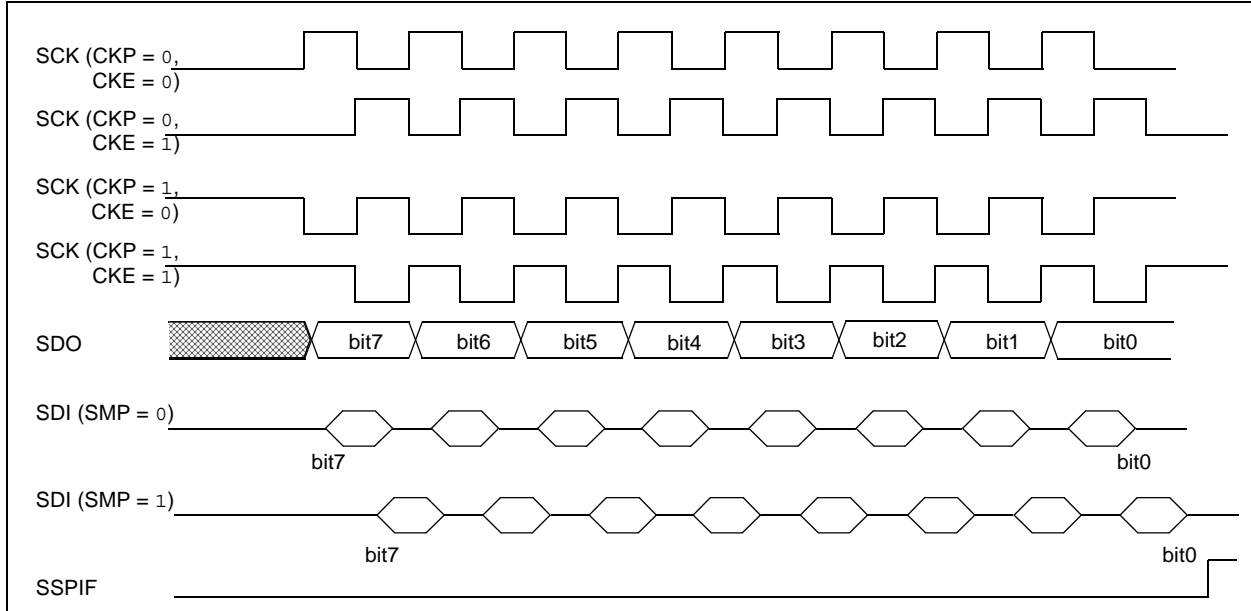 SCK (CKP = 0,
CKE = 0)
SCK (CKP = 0,
CKE = 1)
SCK (CKP = 1,
CKE = 0)
SCK (CKP = 1,
CKE = 1)
SDO bit7 bit6 bit5 bit4 bit3 bit2 bit1 bit0
SDI (SMP = 0)
bit7 bit0
SDI (SMP = 1)
bit7 bit0
SSPIF